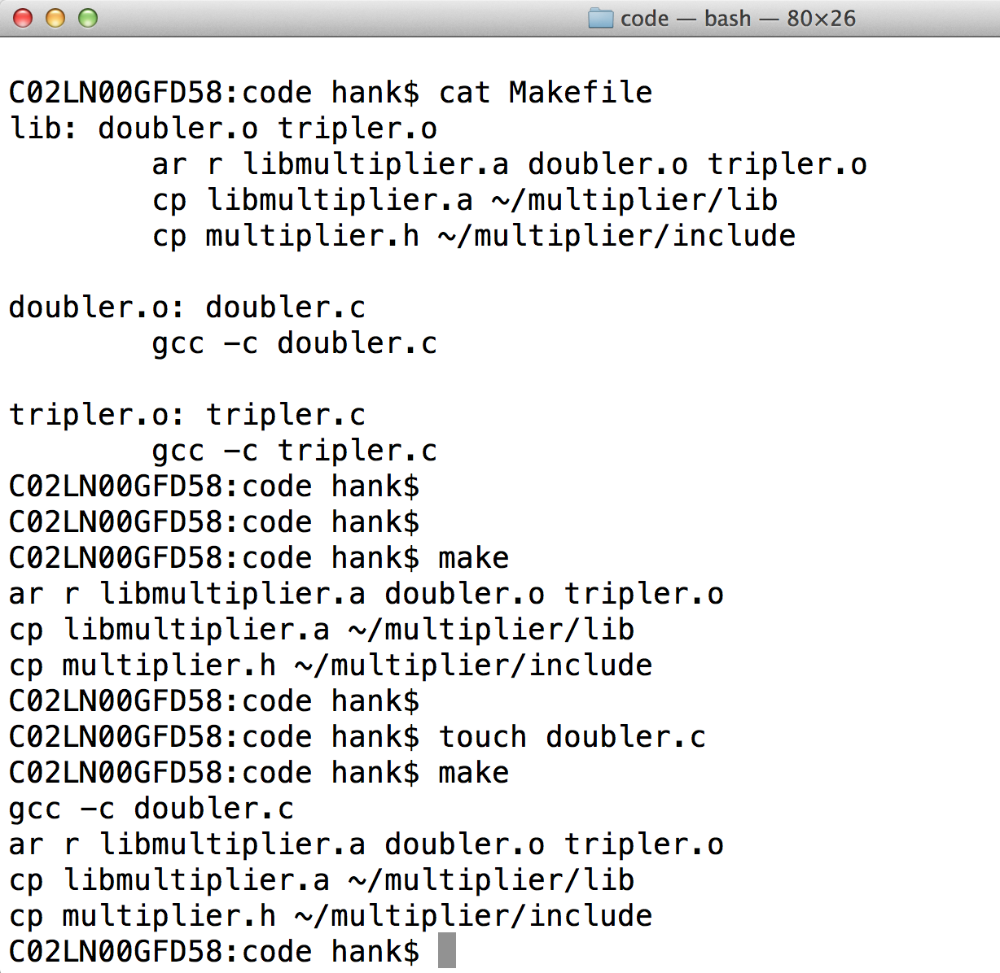 code — bash — 80×26
C02LN00GFD58:code hank$ cat Makefile
lib: doubler.o tripler.o
        ar r libmultiplier.a doubler.o tripler.o
        cp libmultiplier.a ~/multiplier/lib
        cp multiplier.h ~/multiplier/include
doubler.o: doubler.c
        gcc -c doubler.c
tripler.o: tripler.c
        gcc -c tripler.c
C02LN00GFD58:code hank$
C02LN00GFD58:code hank$
C02LN00GFD58:code hank$ make
ar r libmultiplier.a doubler.o tripler.o
cp libmultiplier.a ~/multiplier/lib
cp multiplier.h ~/multiplier/include
C02LN00GFD58:code hank$
C02LN00GFD58:code hank$ touch doubler.c
C02LN00GFD58:code hank$ make
gcc -c doubler.c
ar r libmultiplier.a doubler.o tripler.o
cp libmultiplier.a ~/multiplier/lib
cp multiplier.h ~/multiplier/include
C02LN00GFD58:code hank$